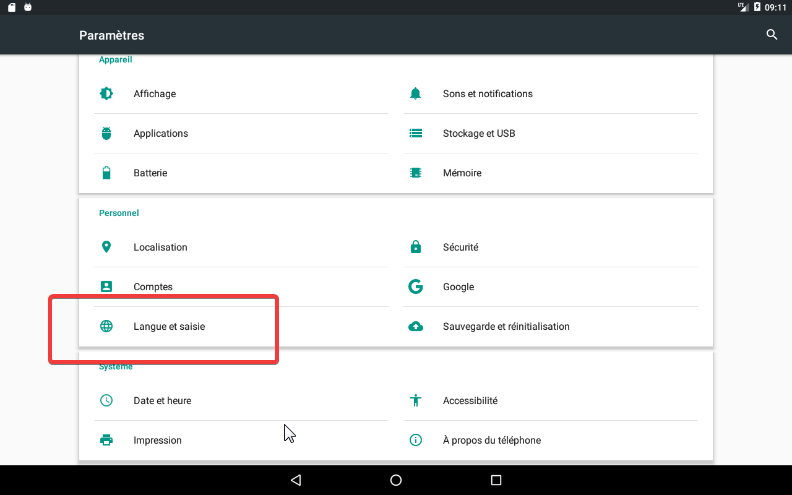 09:11
Paramètres
Appareil
Affichage
Sons et notifications
Applications
Stockage et USB
Batterie
Mémoire
Personnel
Localisation
Sécurité
Comptes
Google
Langue et saisie
Sauvegarde et réinitialisation
Système
Date et heure
Accessibilité
Impression
À propos du téléphone